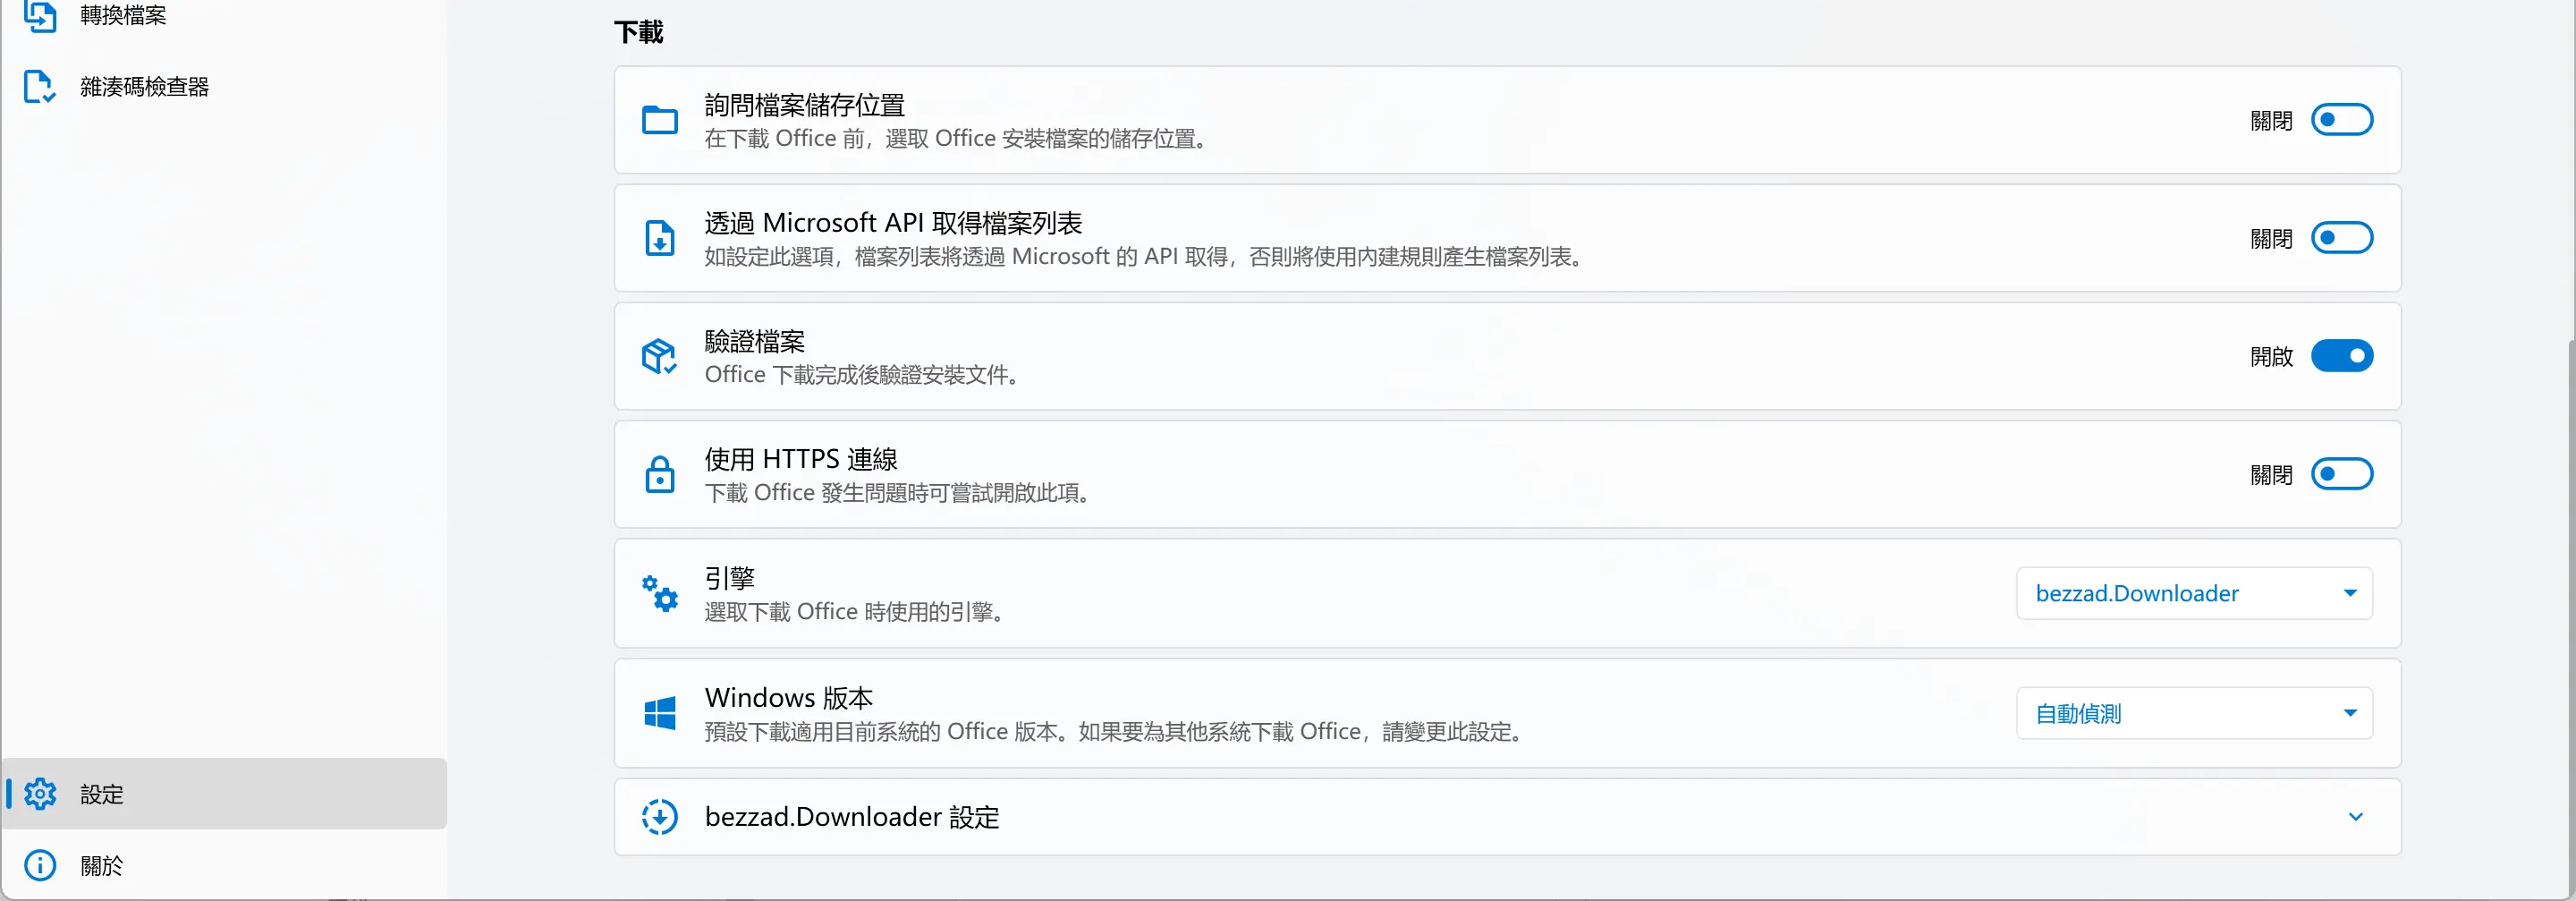 轉換檔案
雜湊碼檢查器
設定
關於
下載
詢問檔案儲存位置
在下載 Office 前，選取 Office 安裝檔案的儲存位置。
關閉
透過 Microsoft API 取得檔案列表
如設定此選項，檔案列表將透過 Microsoft 的 API 取得，否則將使用內建規則產生檔案列表。
關閉
驗證檔案
Office 下載完成後驗證安裝文件。
開啟
使用 HTTPS 連線
下載 Office 發生問題時可嘗試開啟此項。
關閉
引擎
選取下載 Office 時使用的引擎。
bezzad.Downloader
Windows 版本
預設下載適用目前系統的 Office 版本。如果要為其他系統下載 Office，請變更此設定。
自動偵測
bezzad.Downloader 設定